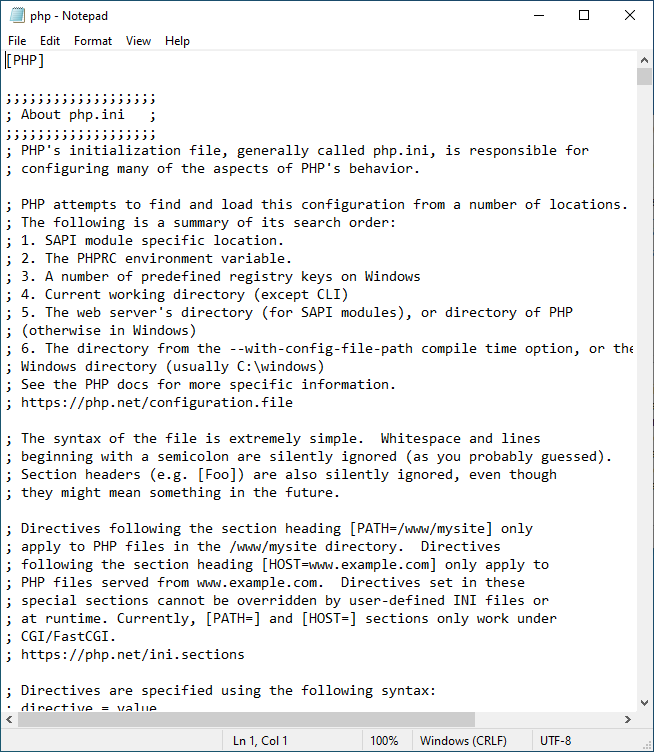 php - Notepad
File Edit Format View Help
[PHP]
;;;;;;;;;;;;;;;;;;;
; About php.ini   ;
;;;;;;;;;;;;;;;;;;;
; PHP's initialization file, generally called php.ini, is responsible for
; configuring many of the aspects of PHP's behavior.
; PHP attempts to find and load this configuration from a number of locations.
; The following is a summary of its search order:
; 1. SAPI module specific location.
; 2. The PHPRC environment variable.
; 3. A number of predefined registry keys on Windows
; 4. Current working directory (except CLI)
; 5. The web server's directory (for SAPI modules), or directory of PHP
; (otherwise in Windows)
; 6. The directory from the --with-config-file-path compile time option, or the
; Windows directory (usually C:\windows)
; See the PHP docs for more specific information.
; https://php.net/configuration.file
; The syntax of the file is extremely simple.  Whitespace and lines
; beginning with a semicolon are silently ignored (as you probably guessed).
; Section headers (e.g. [Foo]) are also silently ignored, even though
; they might mean something in the future.
; Directives following the section heading [PATH=/www/mysite] only
; apply to PHP files in the /www/mysite directory.  Directives
; following the section heading [HOST=www.example.com] only apply to
; PHP files served from www.example.com.  Directives set in these
; special sections cannot be overridden by user-defined INI files or
; at runtime. Currently, [PATH=] and [HOST=] sections only work under
; CGI/FastCGI.
; https://php.net/ini.sections
; Directives are specified using the following syntax:
; directive = value
Ln 1, Col 1 100% Windows (CRLF) UTF-8